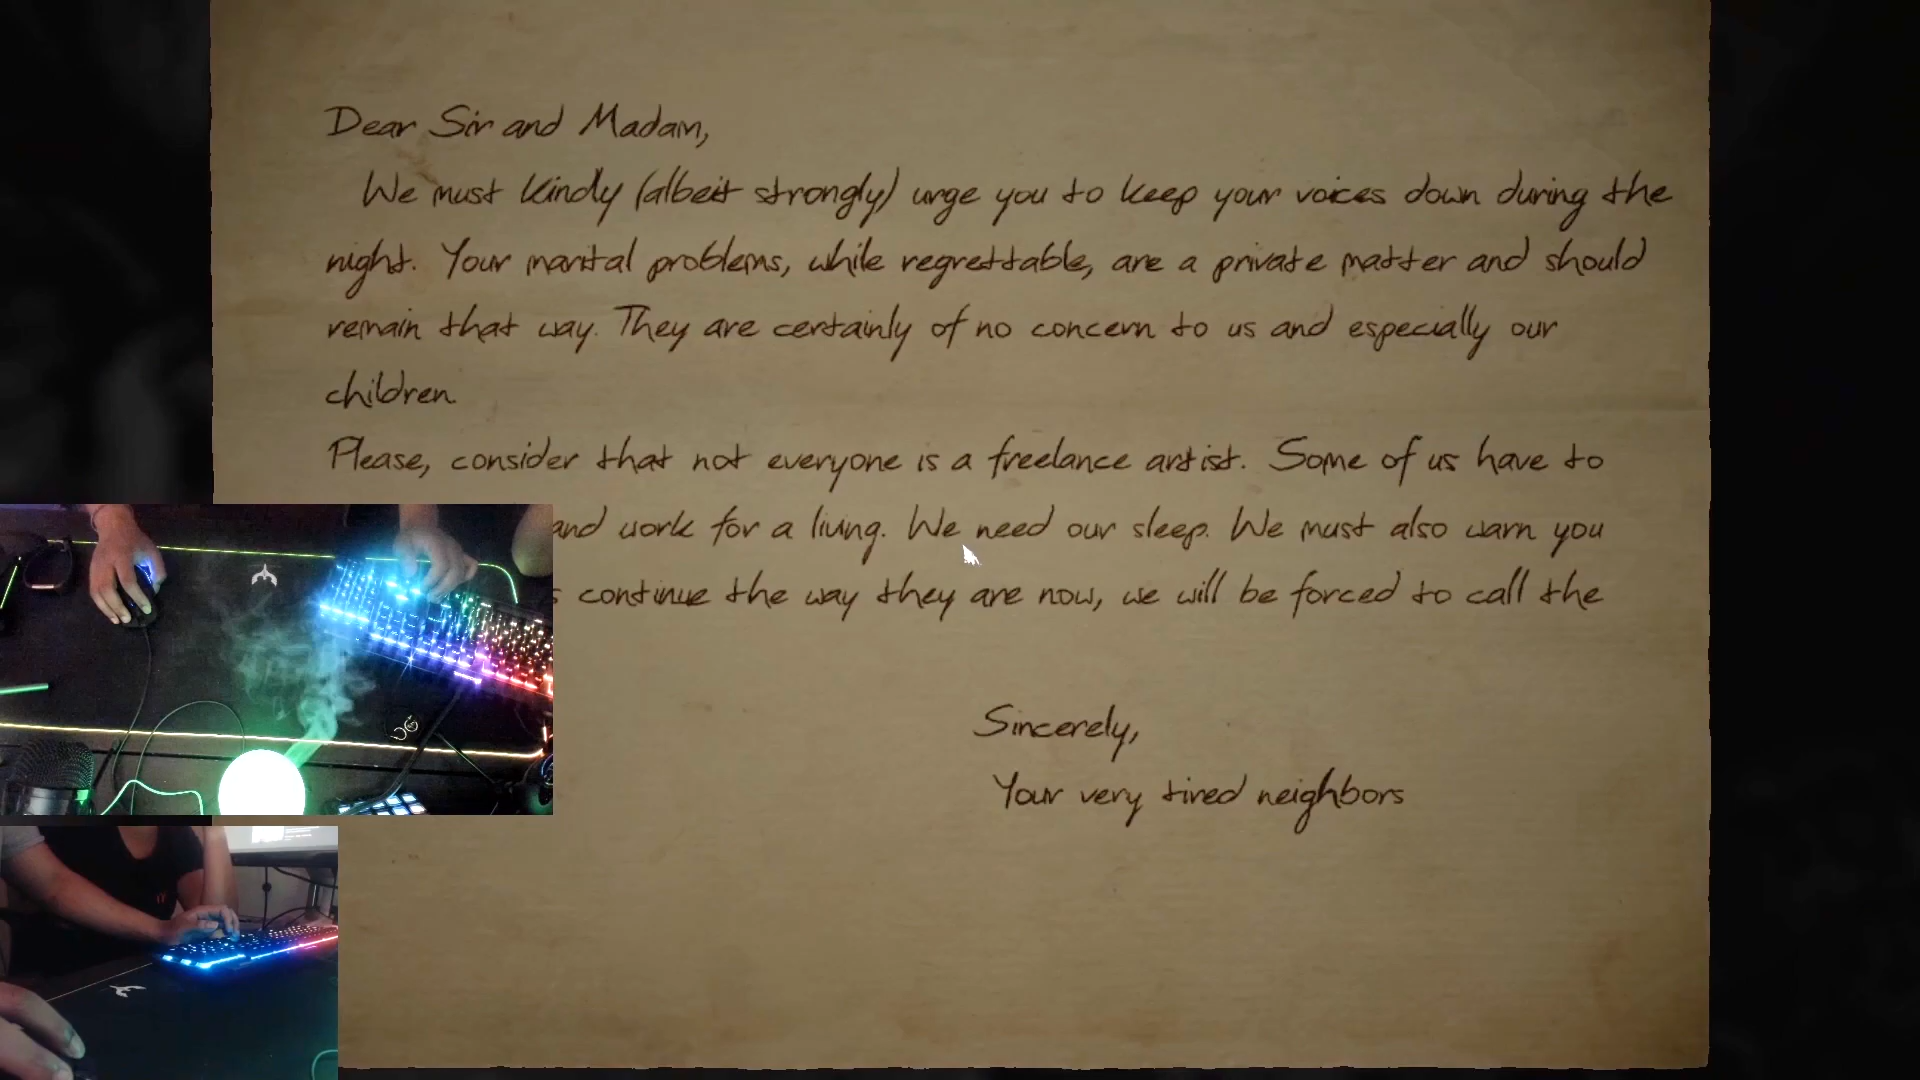 Dear Sir and Madam,
We must kindly (albeit strongly) urge you to keep your voices down during the
night. Your marital problems, while regrettable, are a private matter and should
remain that way. They are certainly of no concern to us and especially our
children.
Please, consider that not everyone is a freelance artist. Some of us have to
and work for a living. We need our sleep. We must also warn you
continue the way they are now, we will be forced to call the
Sincerely,
Your very tired neighbors